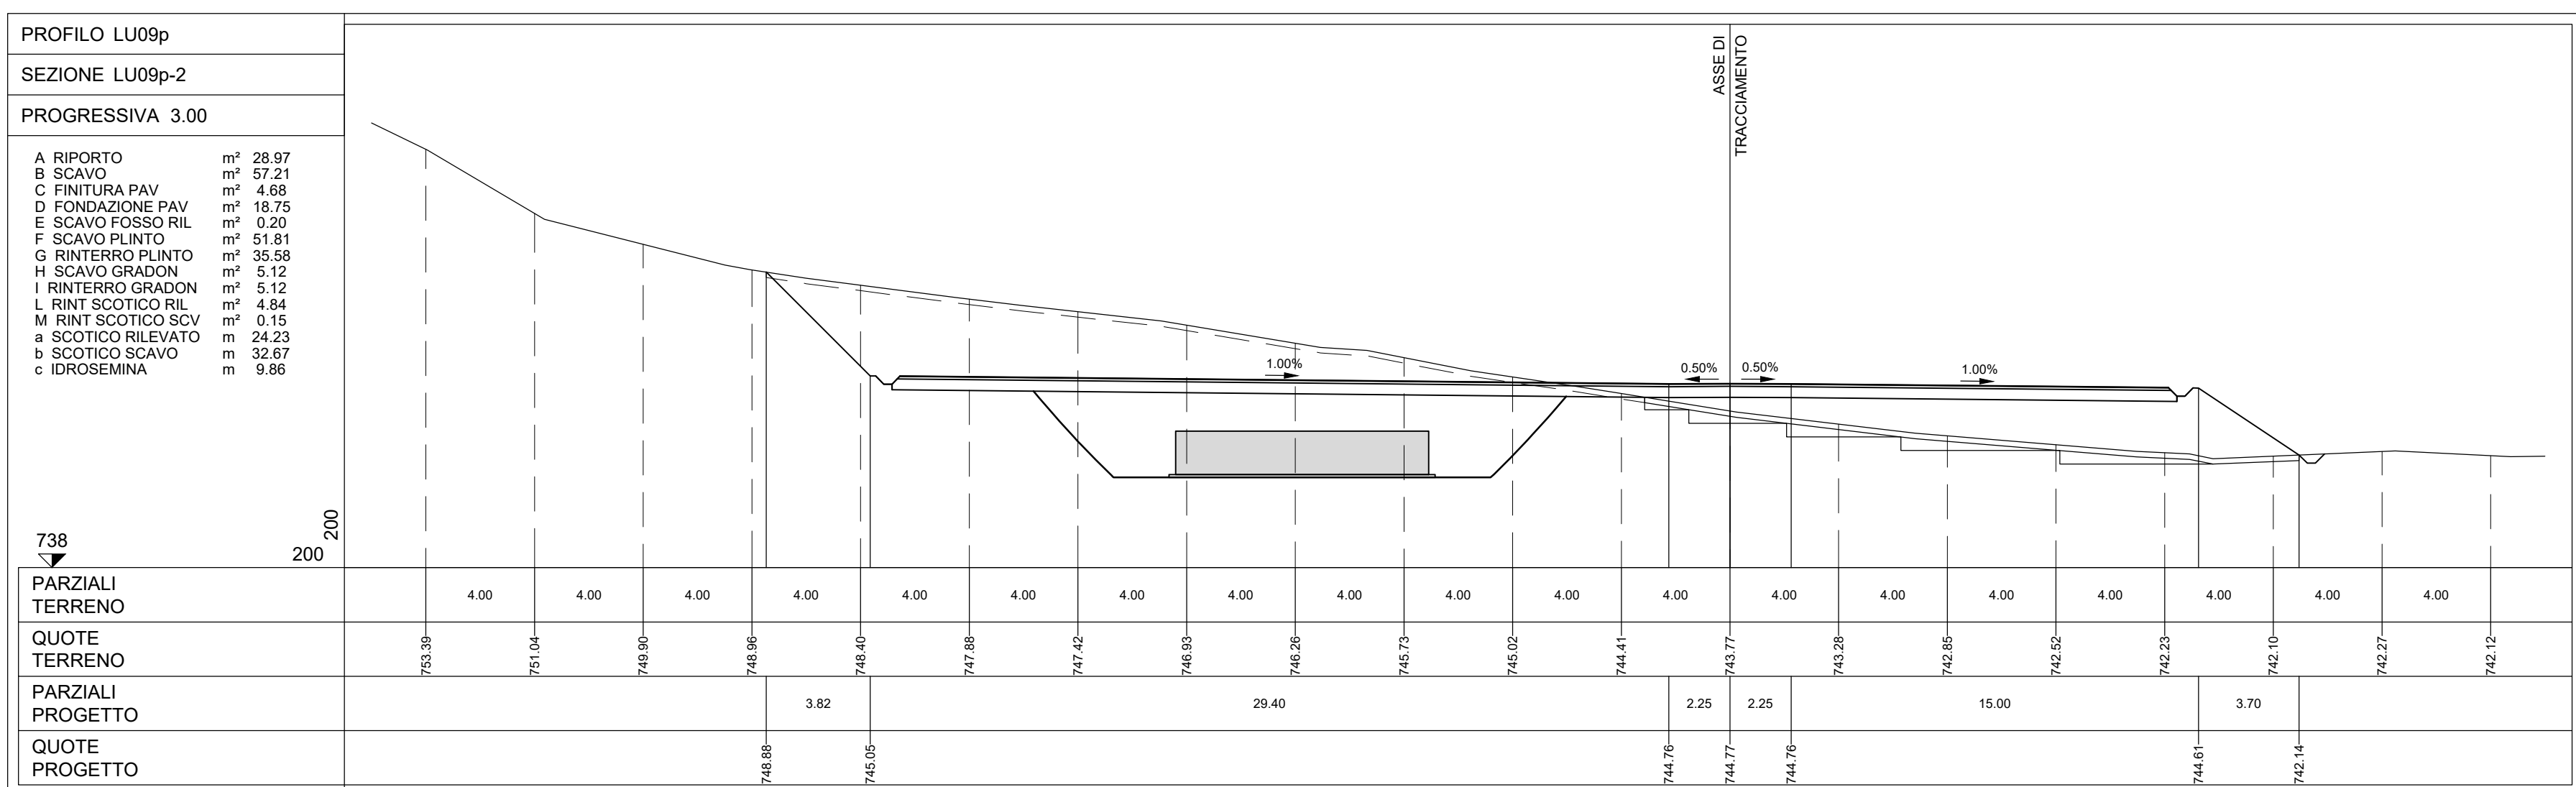 PROFILO LU09p
SEZIONE LU09p-2
PROGRESSIVA 3.00
A RIPORTO m² 28.97
B SCAVO m² 57.21
C FINITURA PAV m² 4.68
D FONDAZIONE PAV m² 18.75
E SCAVO FOSSO RIL m² 0.20
F SCAVO PLINTO m² 51.81
G RINTERRO PLINTO m² 35.58
H SCAVO GRADON m² 5.12
I RINTERRO GRADON m² 5.12
L RINT SCOTICO RIL m² 4.84
M RINT SCOTICO SCV m² 0.15
a SCOTICO RILEVATO m 24.23
b SCOTICO SCAVO m 32.67
c IDROSEMINA m 9.86
ASSE DI
TRACCIAMENTO
1.00% 0.50% 0.50% 1.00%
738
200
200
PARZIALI
TERRENO
4.00 4.00 4.00 4.00 4.00 4.00 4.00 4.00 4.00 4.00 4.00 4.00 4.00 4.00 4.00 4.00 4.00 4.00 4.00
QUOTE
TERRENO
753.39 751.04 749.90 748.96 748.40 747.88 747.42 746.93 746.26 745.73 745.02 744.41 743.77 743.28 742.85 742.52 742.23 742.10 742.27 742.12
PARZIALI
PROGETTO
3.82 29.40 2.25 2.25 15.00 3.70
QUOTE
PROGETTO
748.88 745.05 744.76 744.77 744.76 744.61 742.14